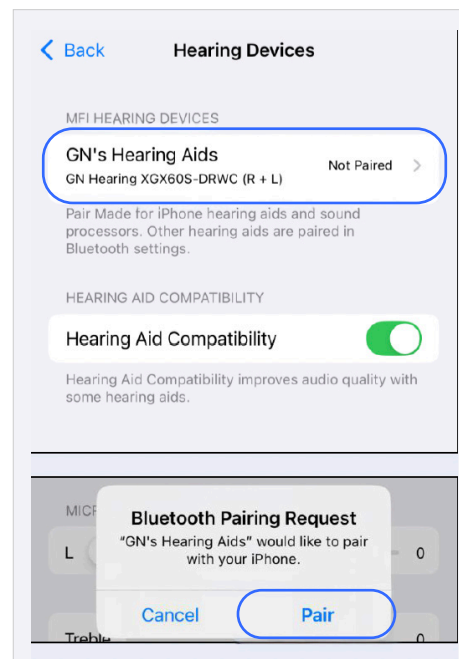 Back
Hearing Devices
MFI HEARING DEVICES
GN's Hearing Aids
Not Paired
GN Hearing XGX60S-DRWC (R + L)
Pair Made for iPhone hearing aids and sound
processors. Other hearing aids are paired in
Bluetooth settings.
HEARING AID COMPATIBILITY
Hearing Aid Compatibility
Hearing Aid Compatibility improves audio quality with
some hearing aids.
Bluetooth Pairing Request
"GN's Hearing Aids" would like to pair
with your iPhone.
L
0
Cancel
Pair
Treble
0